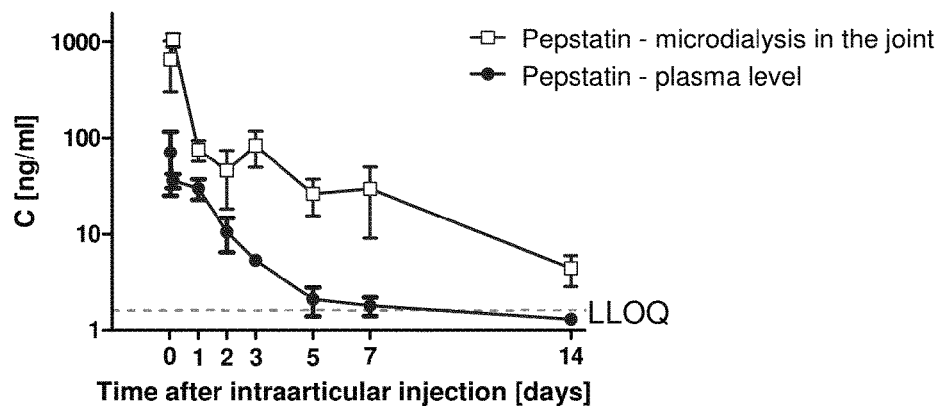 1000
100
10
1
C [ng/ml]
Pepstatin - microdialysis in the joint
Pepstatin - plasma level
LLOQ
0 1 2 3 5 7 14
Time after intraarticular injection [days]